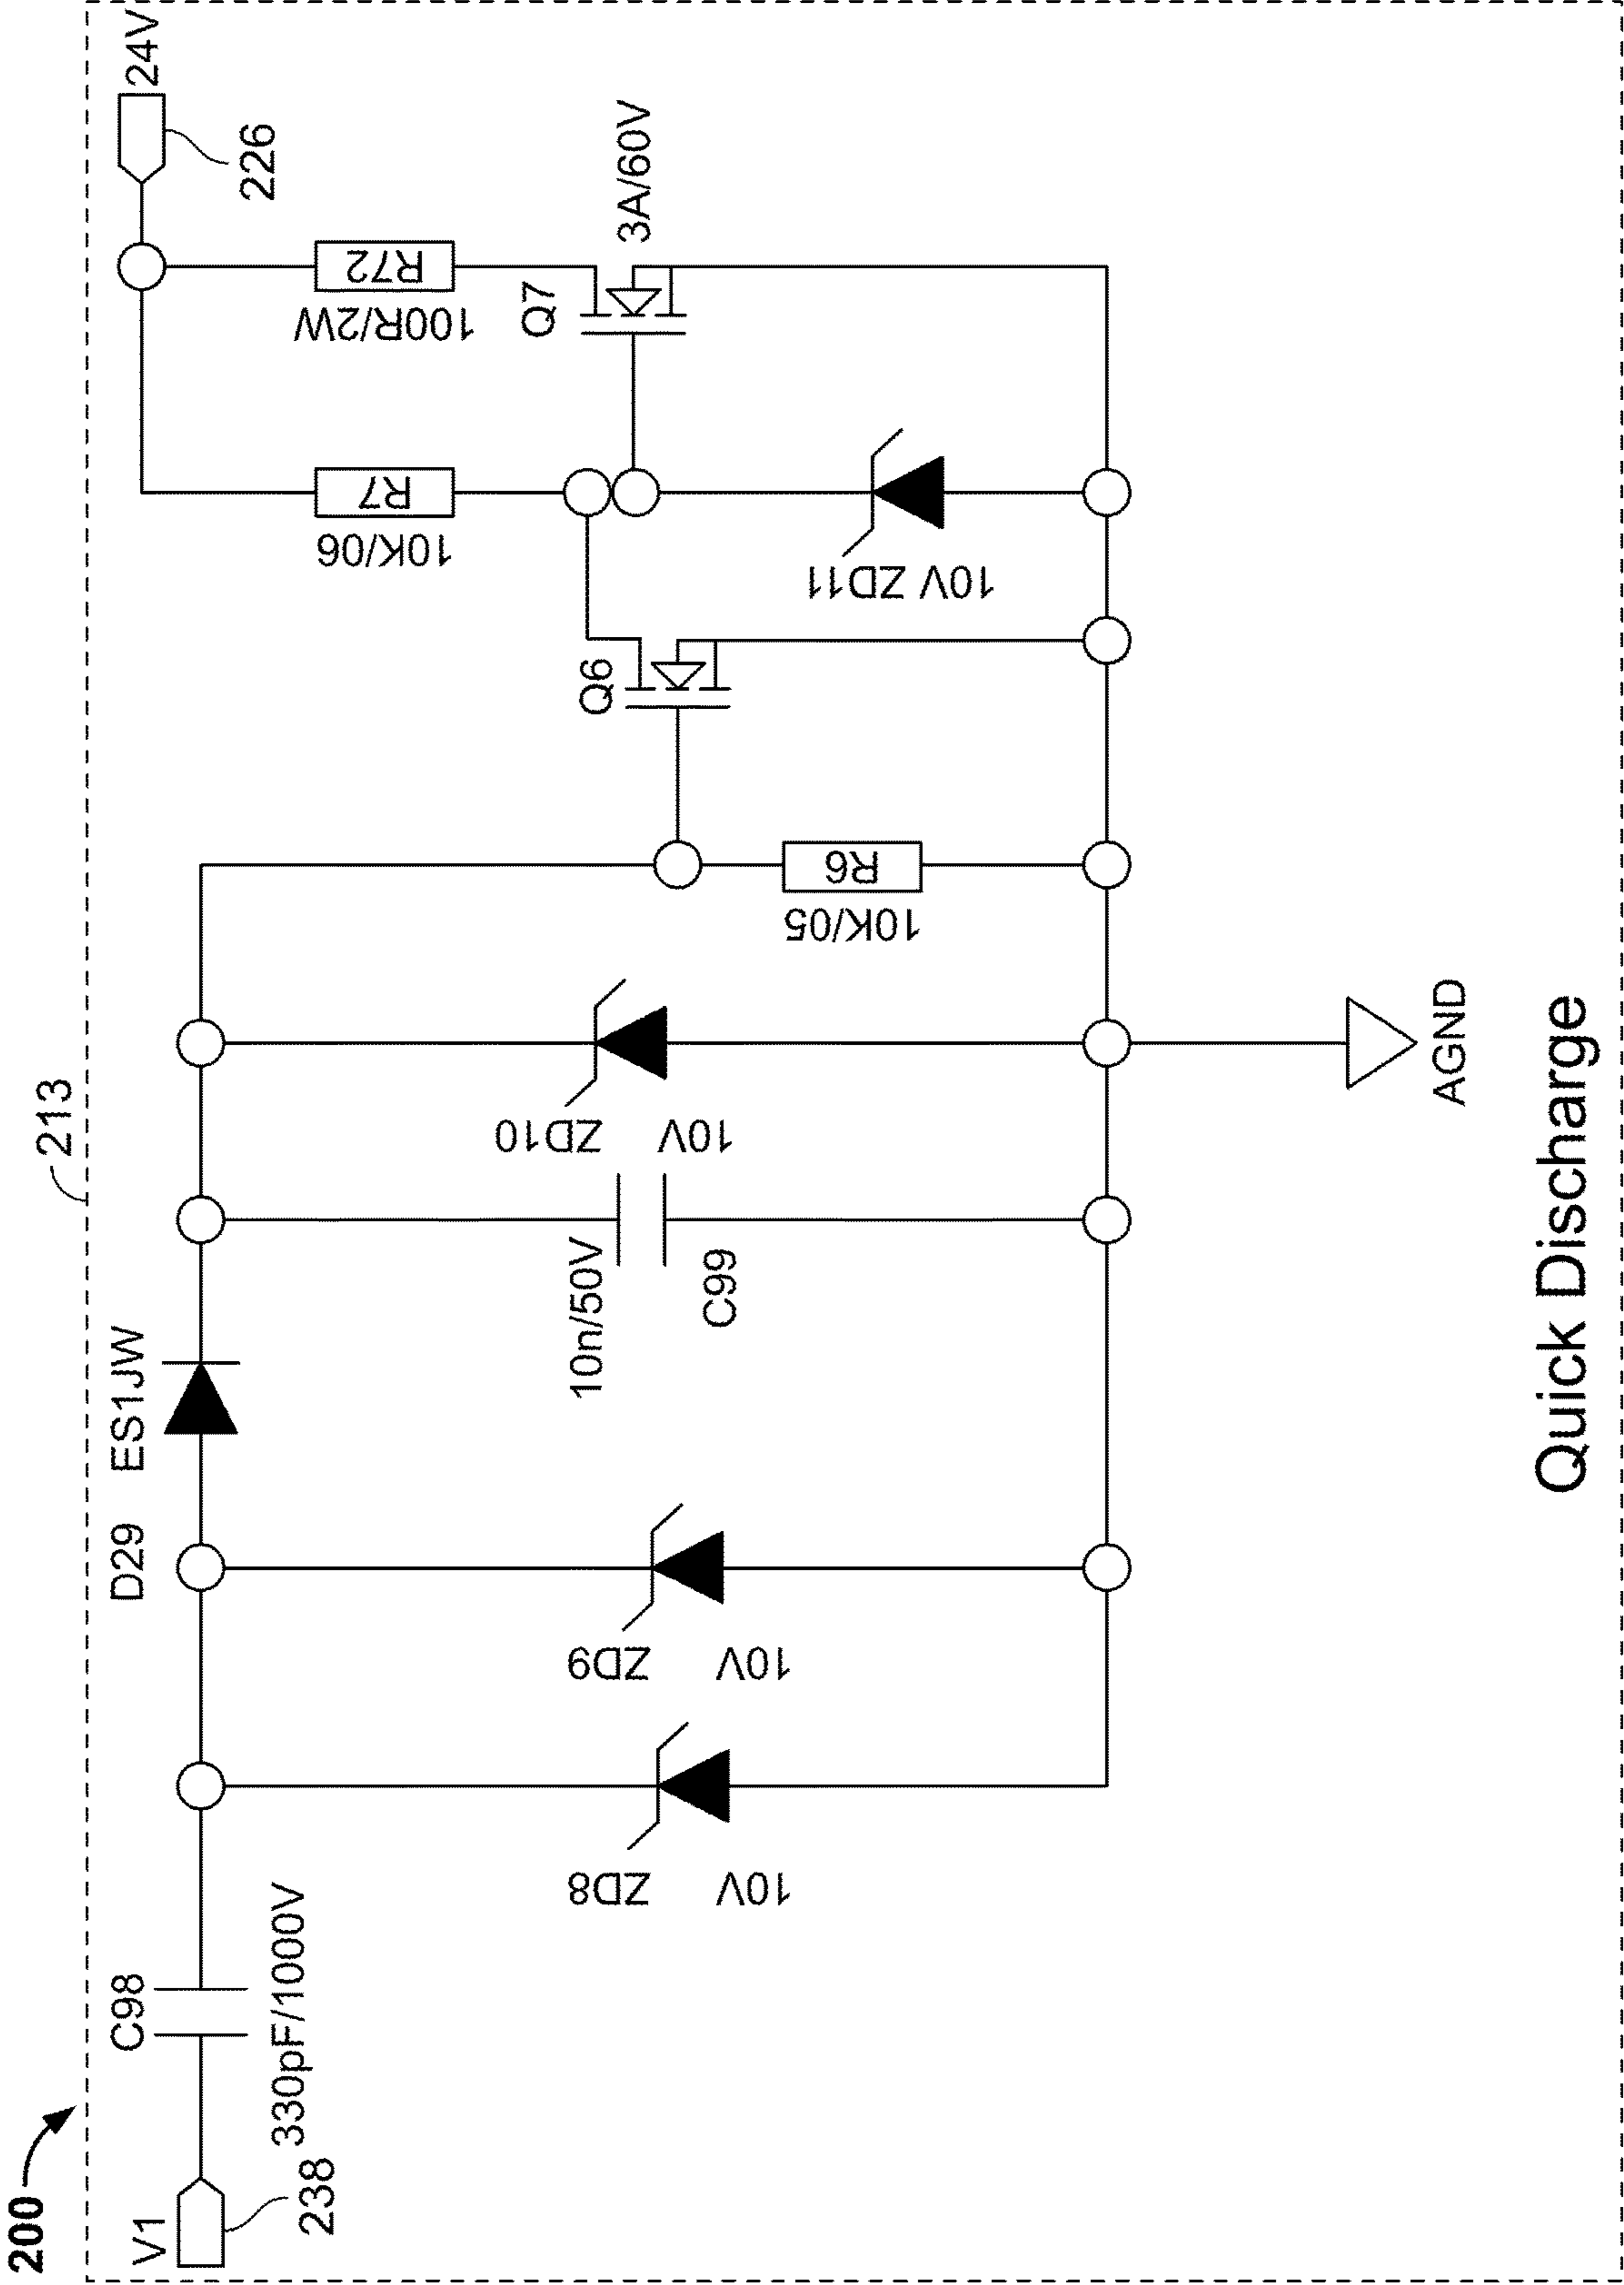 200
213
V1
238
C98
330pF/1000V
ZD8
10V
ZD9
10V
D29 ES1JW
10n/50V
C99
ZD10
10V
R6
10K/05
Q6
R7
10K/06
10V ZD11
R72
100R/2W
Q7
3A/60V
24V
226
AGND
Quick Discharge